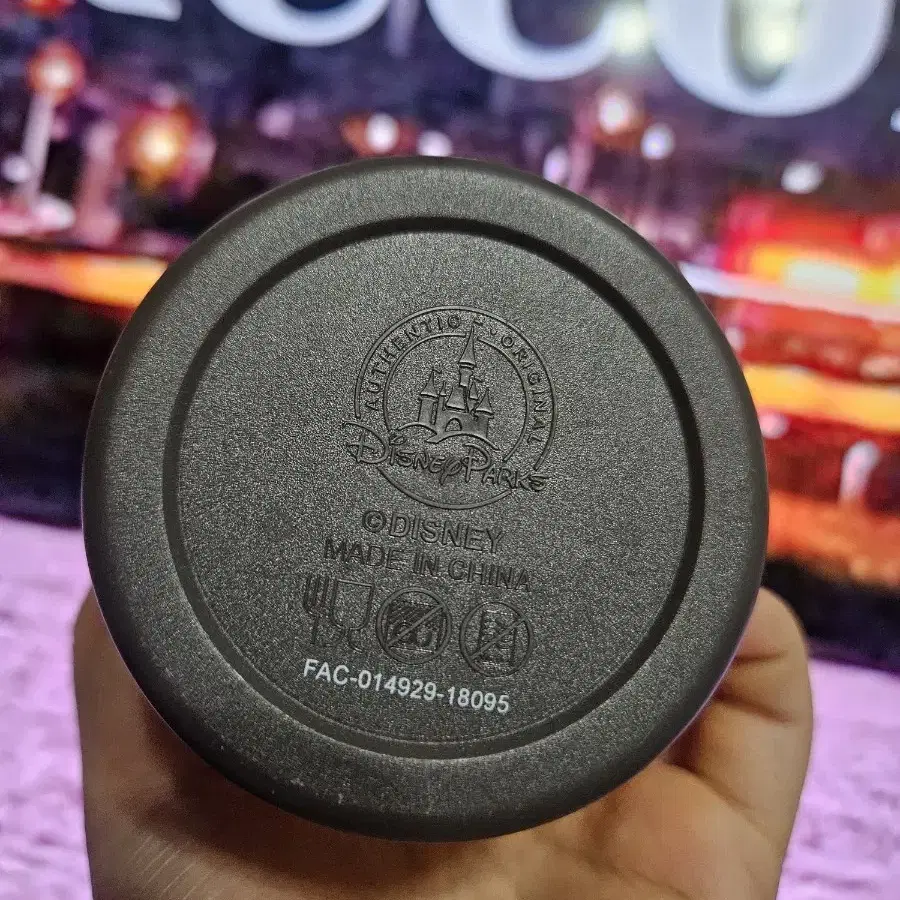 AUTHENTIC • ORIGINAL
Disney Parks
©DISNEY
MADE IN CHINA
FAC-014929-18095